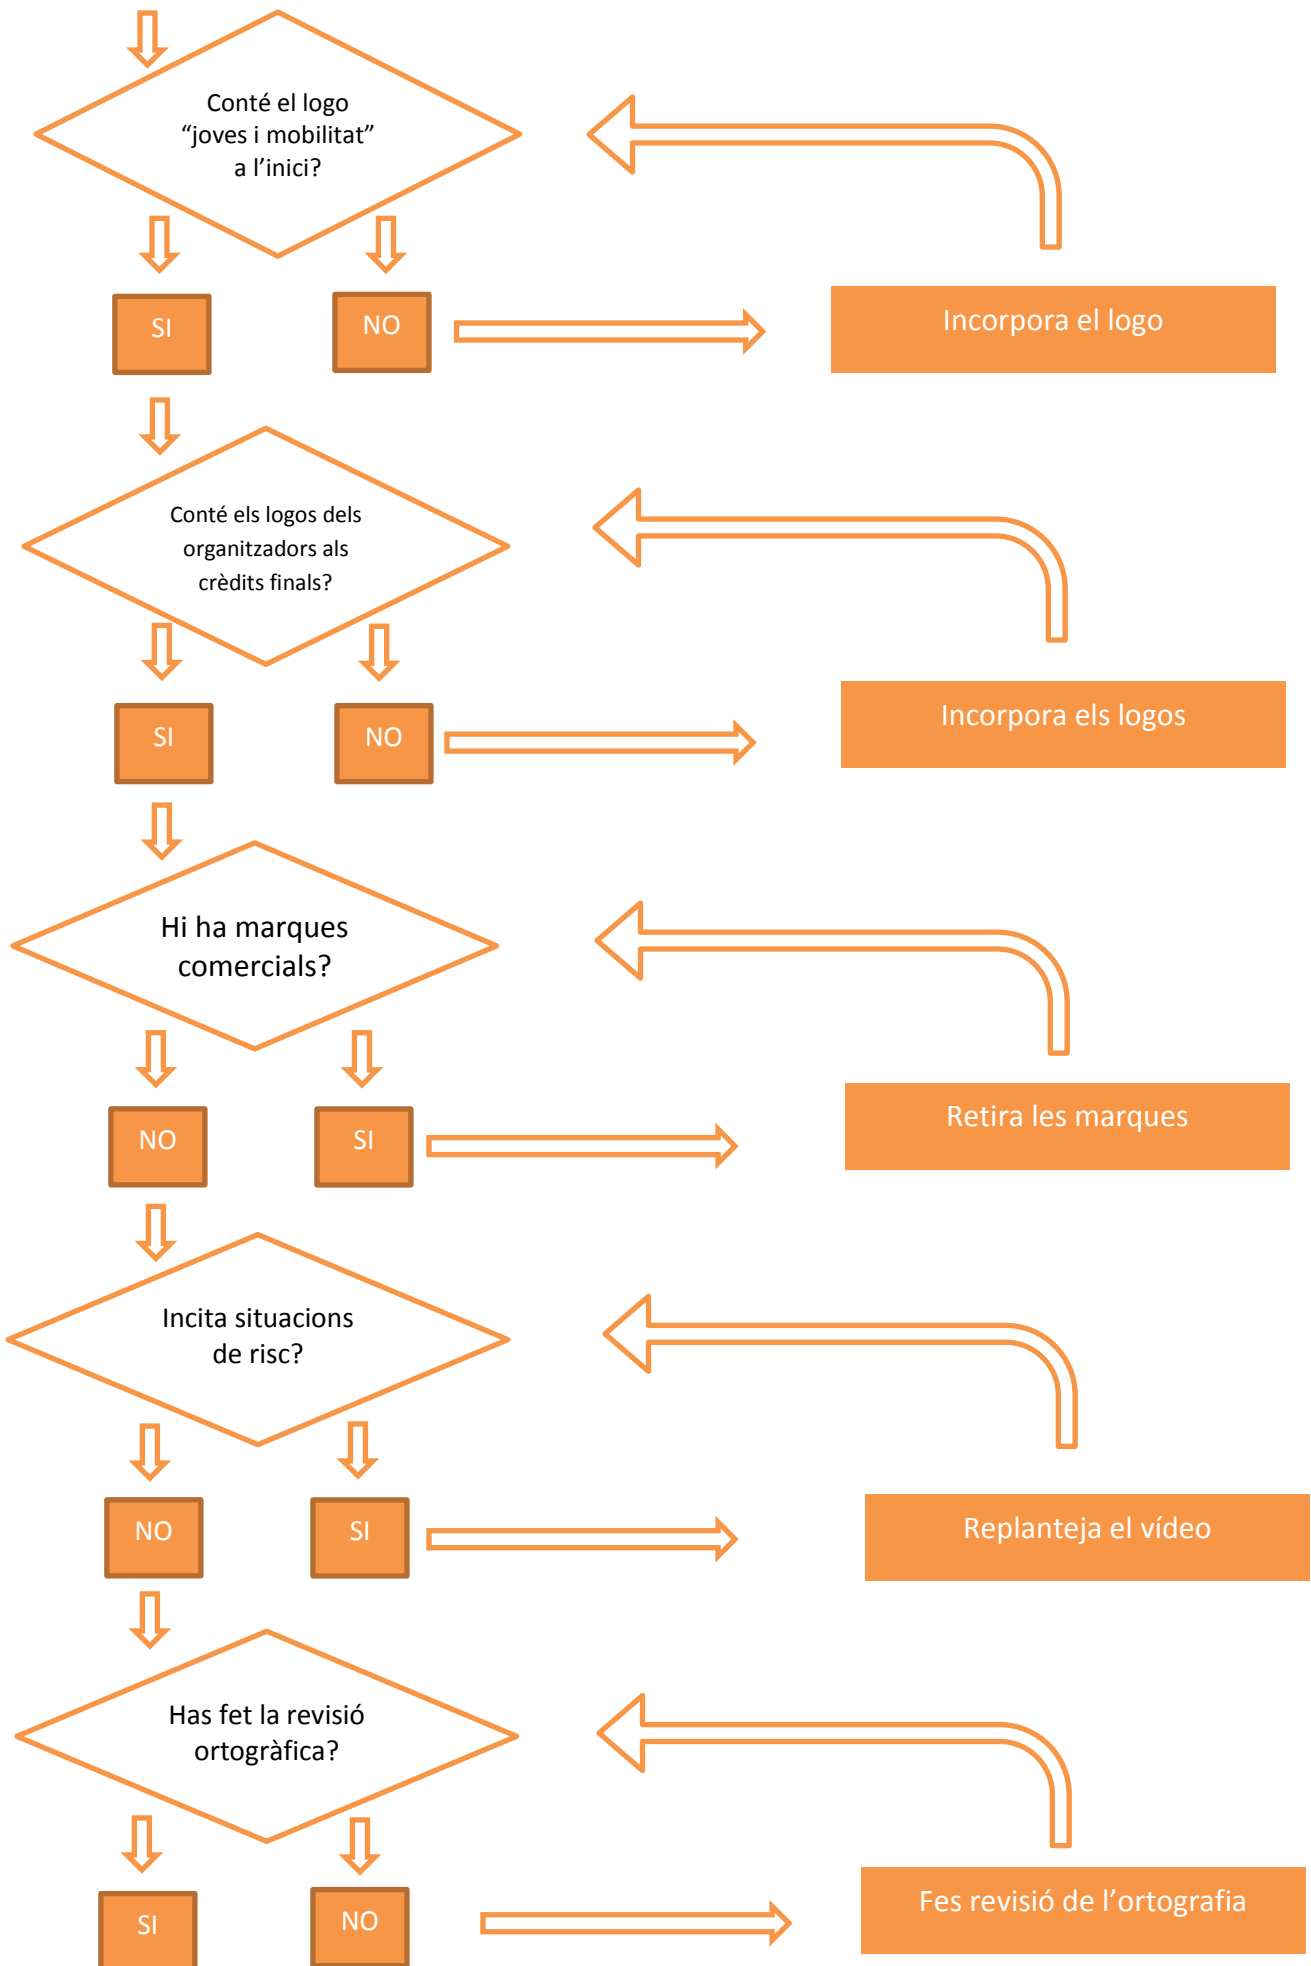 Conté el logo
“joves i mobilitat”
a l’inici?
SI
NO
Incorpora el logo
Conté els logos dels
organitzadors als
crèdits finals?
SI
NO
Incorpora els logos
Hi ha marques
comercials?
NO
SI
Retira les marques
Incita situacions
de risc?
NO
SI
Replanteja el vídeo
Has fet la revisió
ortogràfica?
SI
NO
Fes revisió de l’ortografia